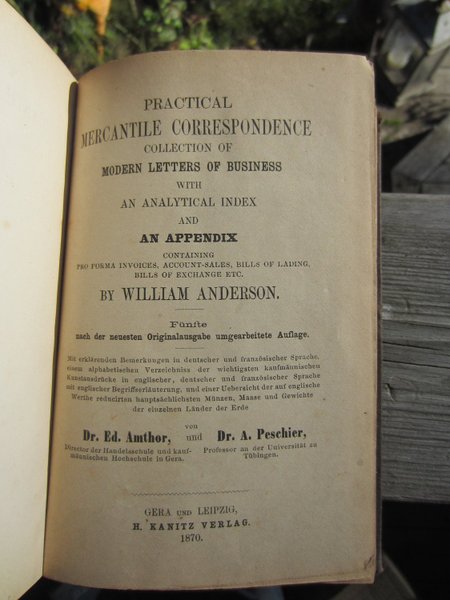 PRACTICAL
MERCANTILE CORRESPONDENCE
COLLECTION OF
MODERN LETTERS OF BUSINESS
WITH
AN ANALYTICAL INDEX
AND
AN APPENDIX
CONTAINING
PRO FORMA INVOICES, ACCOUNT-SALES, BILLS OF LADING,
BILLS OF EXCHANGE ETC.
BY WILLIAM ANDERSON.
Fünfte
nach der neuesten Originalausgabe umgearbeitete Auflage.
Mit erklärenden Bemerkungen in deutscher und französischer Sprache,
einem alphabetischen Verzeichniss der wichtigsten kaufmännischen
Kunstausdrücke in englischer, deutscher und französischer Sprache
mit englischer Begriffserläuterung, und einer Uebersicht der auf englische
Werthe reducirten hauptsächlichsten Münzen, Maase und Gewichte
der einzelnen Länder der Erde
von
Dr. Ed. Amthor, und Dr. A. Peschier,
Director der Handelsschule und kauf- Professor an der Universität zu
männischen Hochschule in Gera. Tübingen.
GERA UND LEIPZIG,
H. KANITZ VERLAG.
1870.